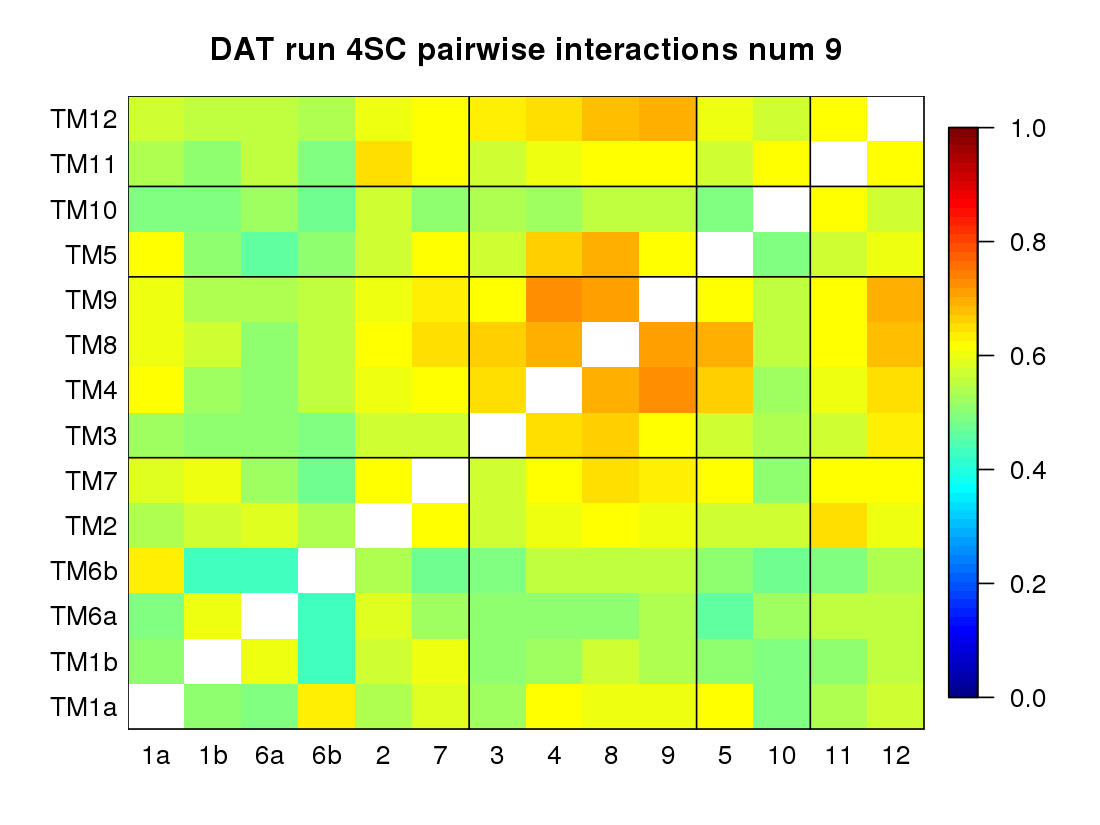 DAT run 4SC pairwise interactions num 9
TM12
TM11
TM10
TM5
TM9
TM8
TM4
TM3
TM7
TM2
TM6b
TM6a
TM1b
TM1a
1a 1b 6a 6b 2 7 3 4 8 9 5 10 11 12
1.0
0.8
0.6
0.4
0.2
0.0